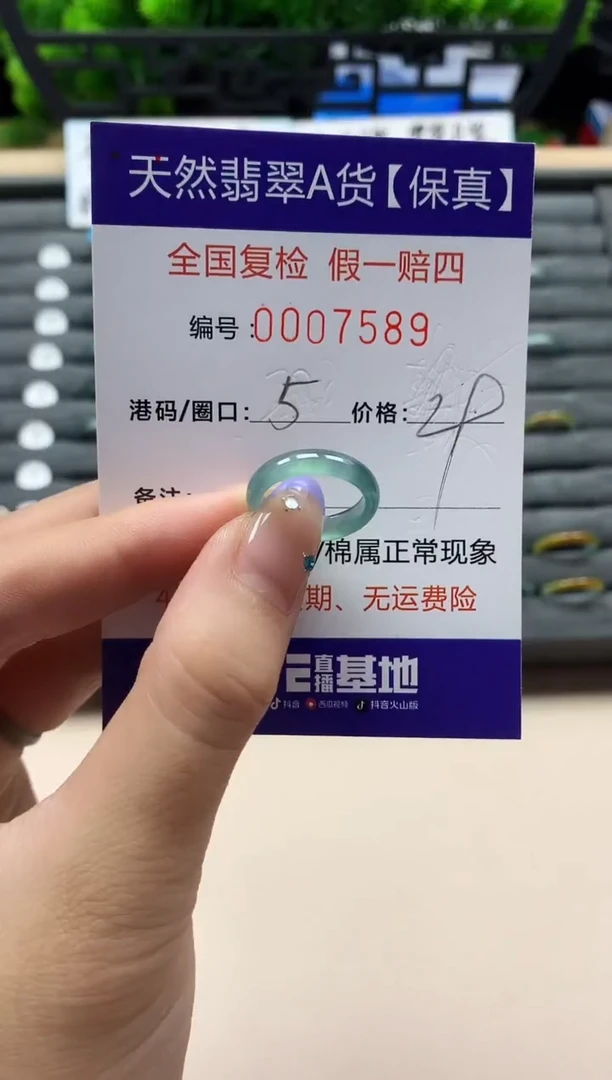 天然翡翠A货【保真】
全国复检 假一赔四
编号:0007589
港码/圈口: 5 价格:
备注:
/棉属正常现象
期、无运费险
直播基地
抖音 西瓜视频 抖音火山版